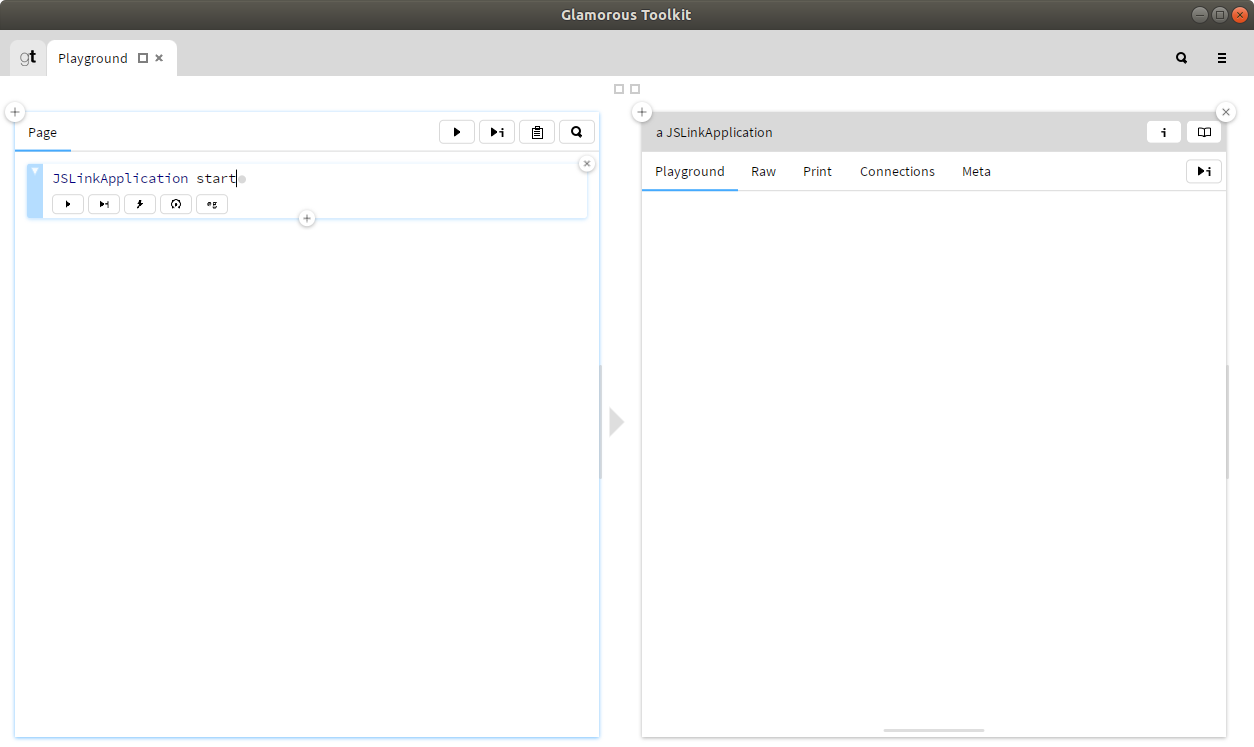 Glamorous Toolkit
gt Playground
Page
JSLinkApplication start
eg
a JSLinkApplication
i
Playground Raw Print Connections Meta
i